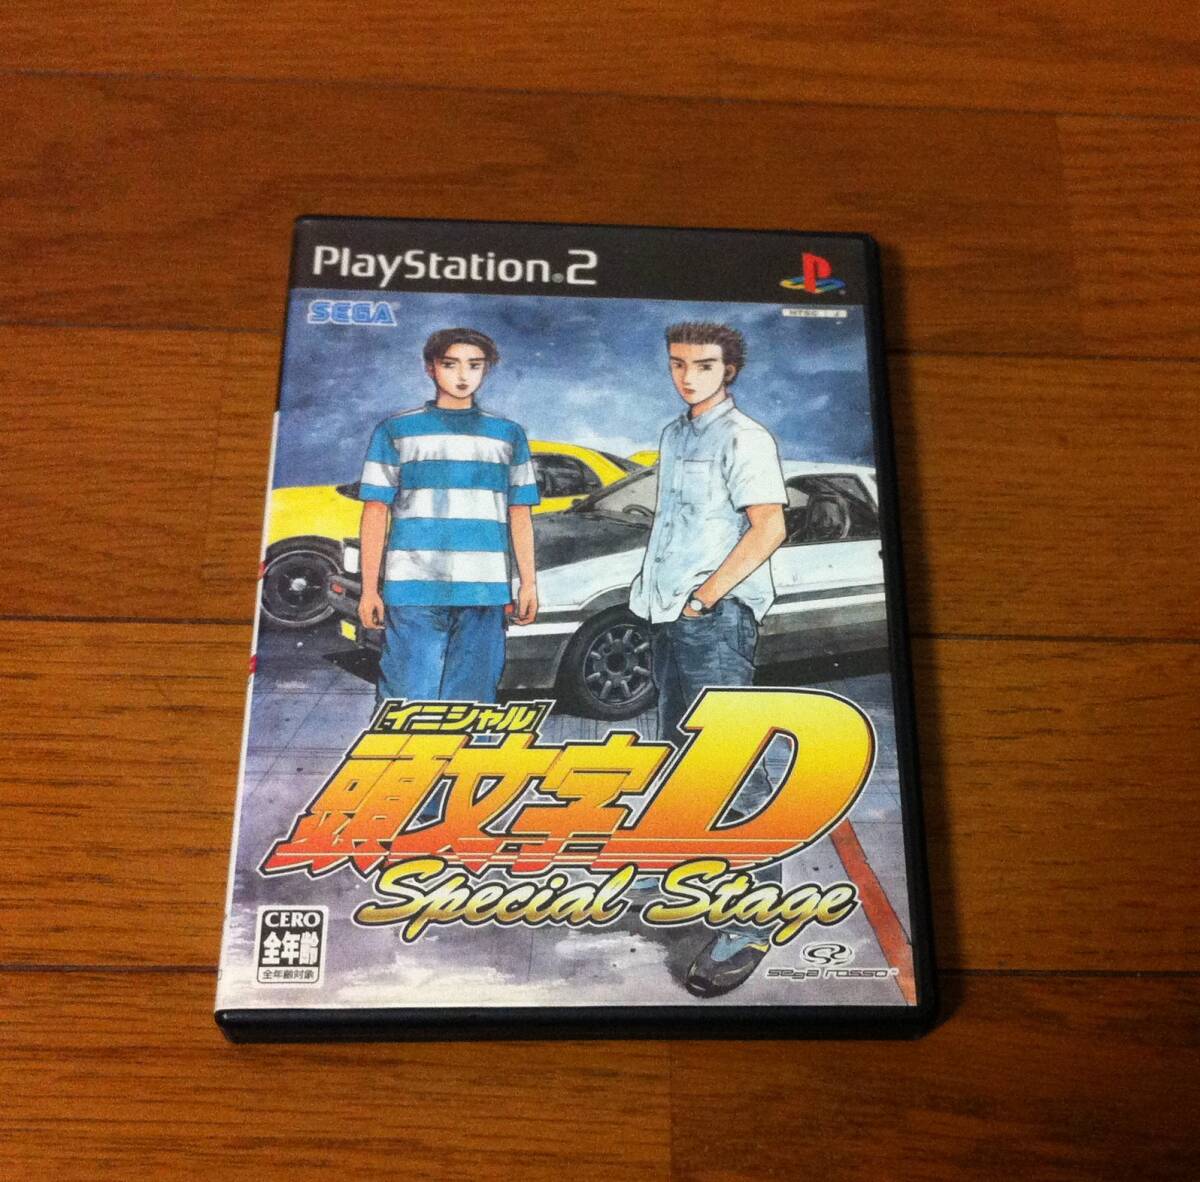 PlayStation®2
SEGA®
NTSC J
[イニシャル]
頭文字D
Special Stage
CERO
全年齢
全年齢対象
sega rosso™